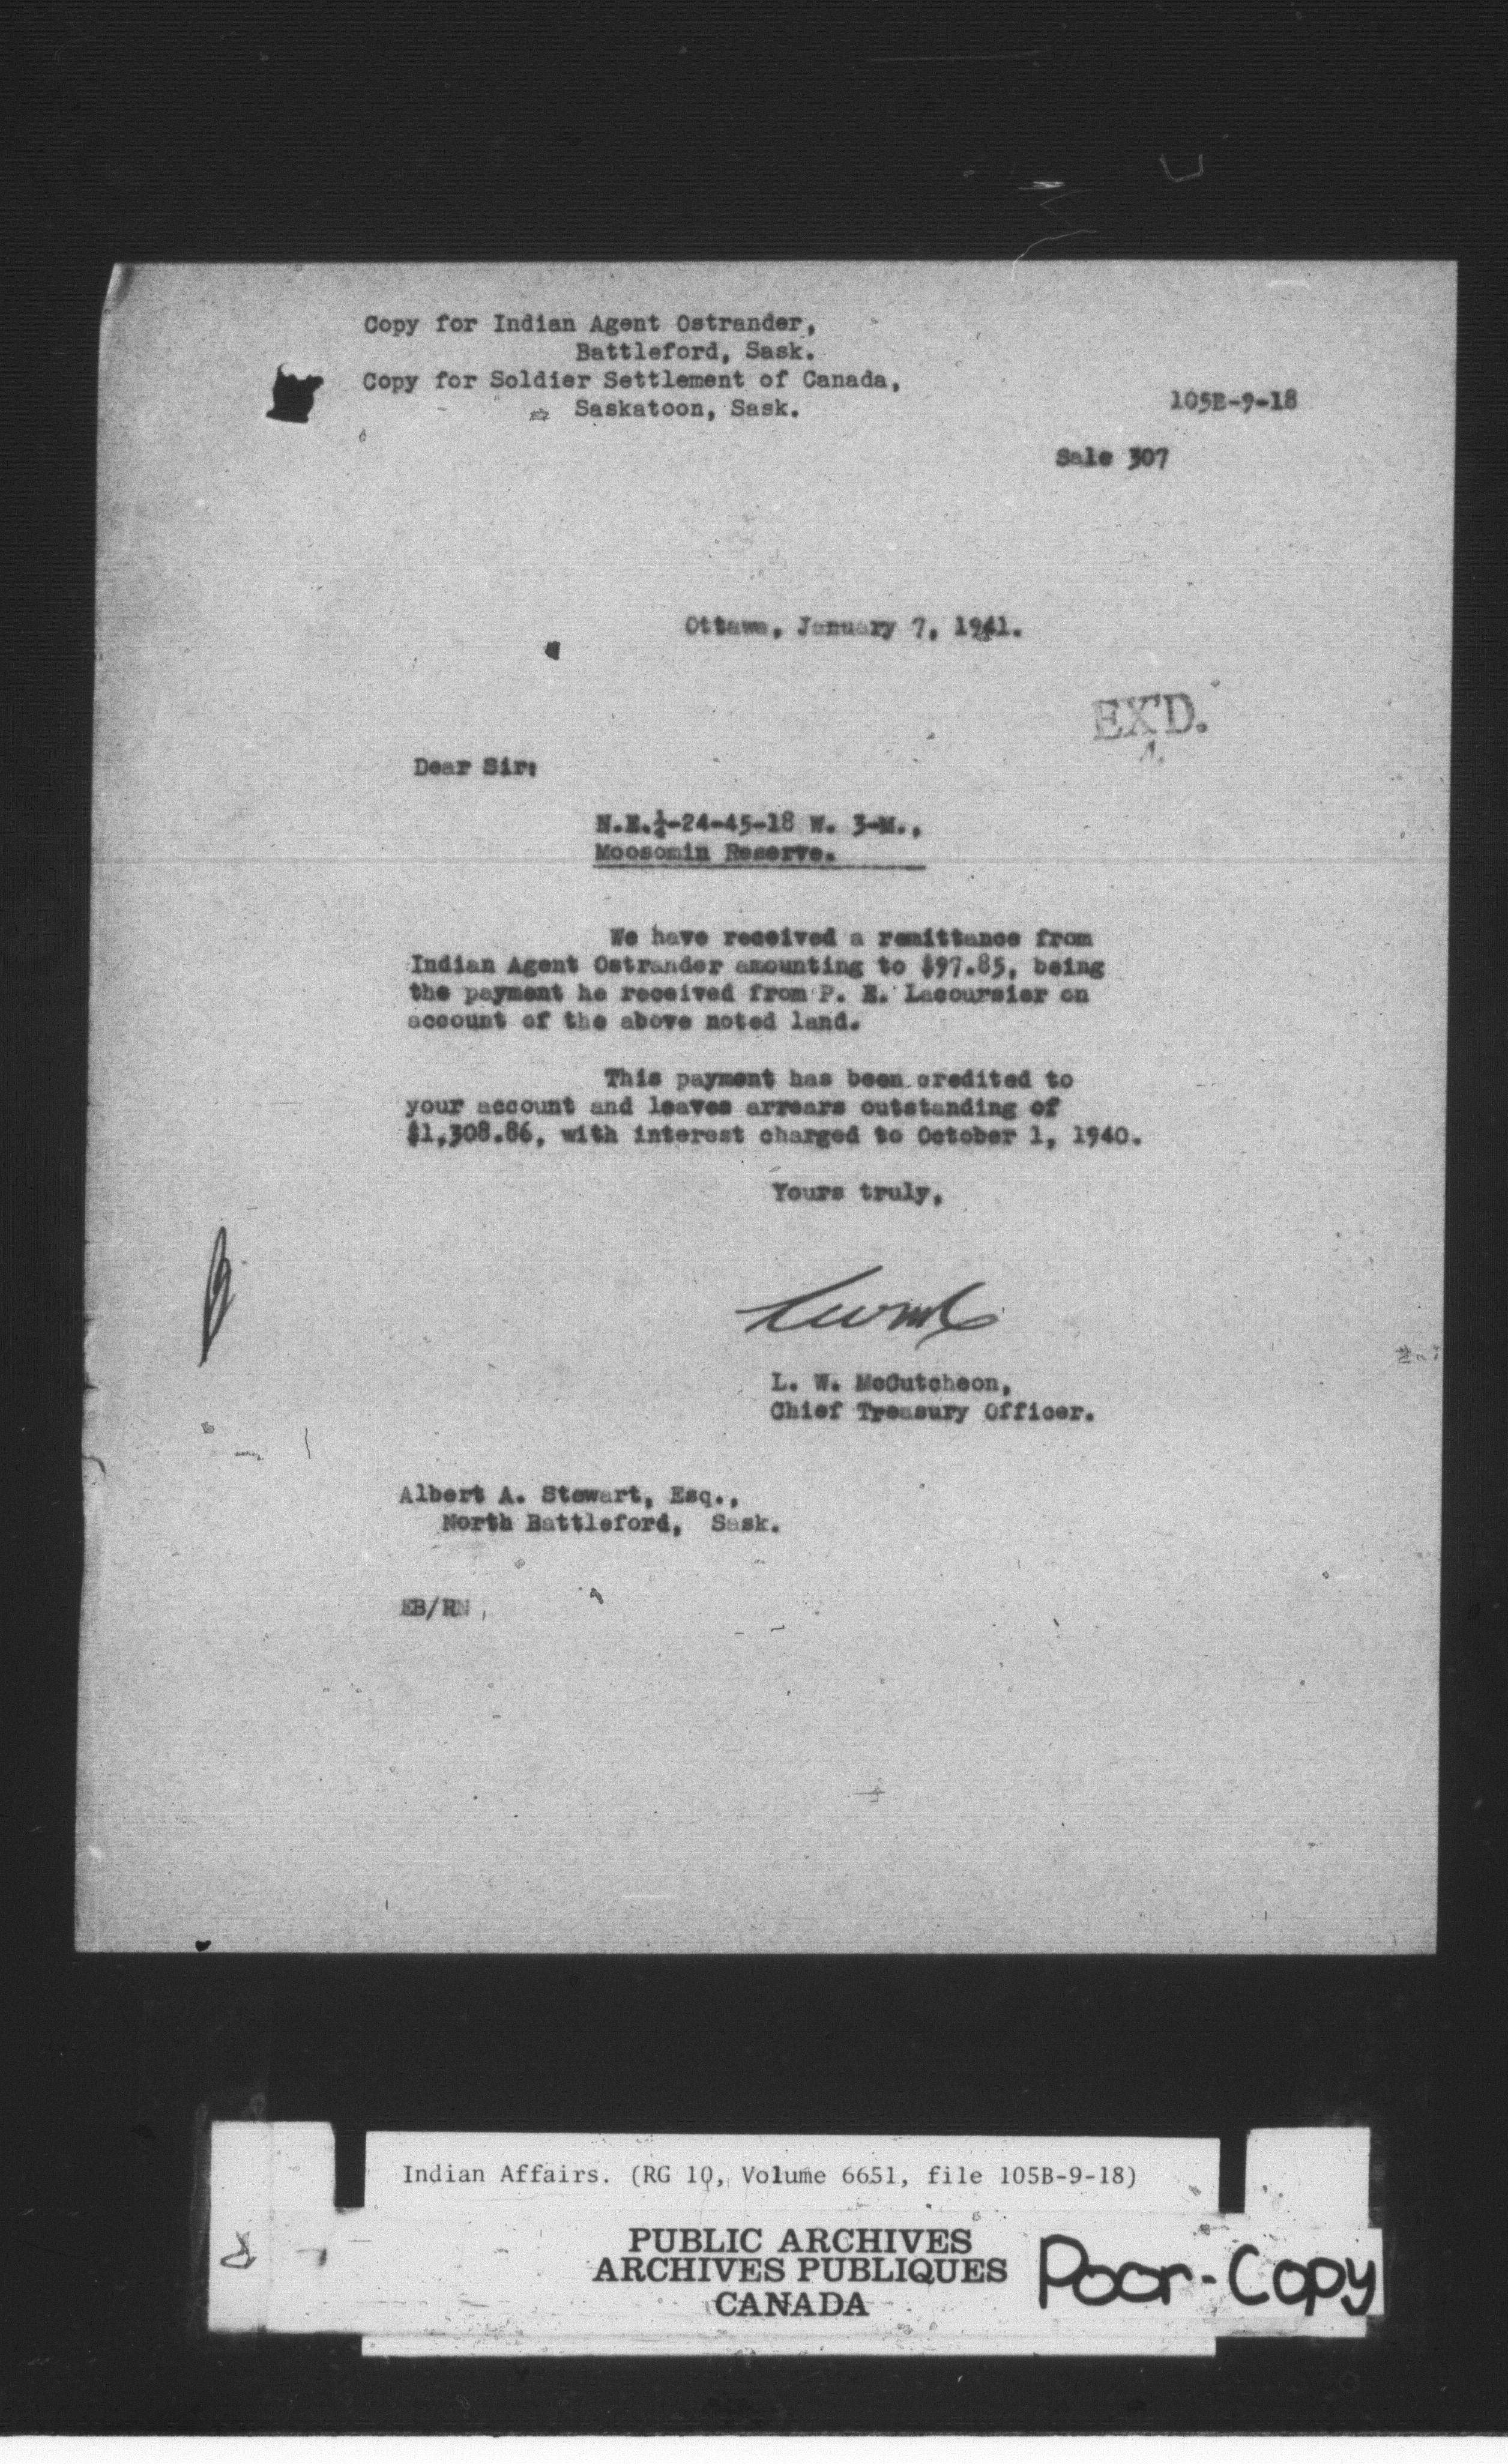 Copy for Indian Agent Ostrander,
Battleford, Sask.
Copy for Soldier Settlement of Canada,
Saskatoon, Sask.
105B-9-18
Sale 307
Ottawa, January 7, 1941.
EX'D.
Dear Sir:
N.E.¼-24-45-18 W. 3-M.,
Moosomin Reserve.
We have received a remittance from
Indian Agent Ostrander amounting to $97.85, being
the payment he received from P. E. Lacoursier on
account of the above noted land.
This payment has been credited to
your account and leaves arrears outstanding of
$1,308.86, with interest charged to October 1, 1940.
Yours truly,
L. W. McCutcheon,
Chief Treasury Officer.
Albert A. Stewart, Esq.,
North Battleford, Sask.
EB/RN
Indian Affairs. (RG 10, Volume 6651, file 105B-9-18)
PUBLIC ARCHIVES
ARCHIVES PUBLIQUES
CANADA
Poor-Copy